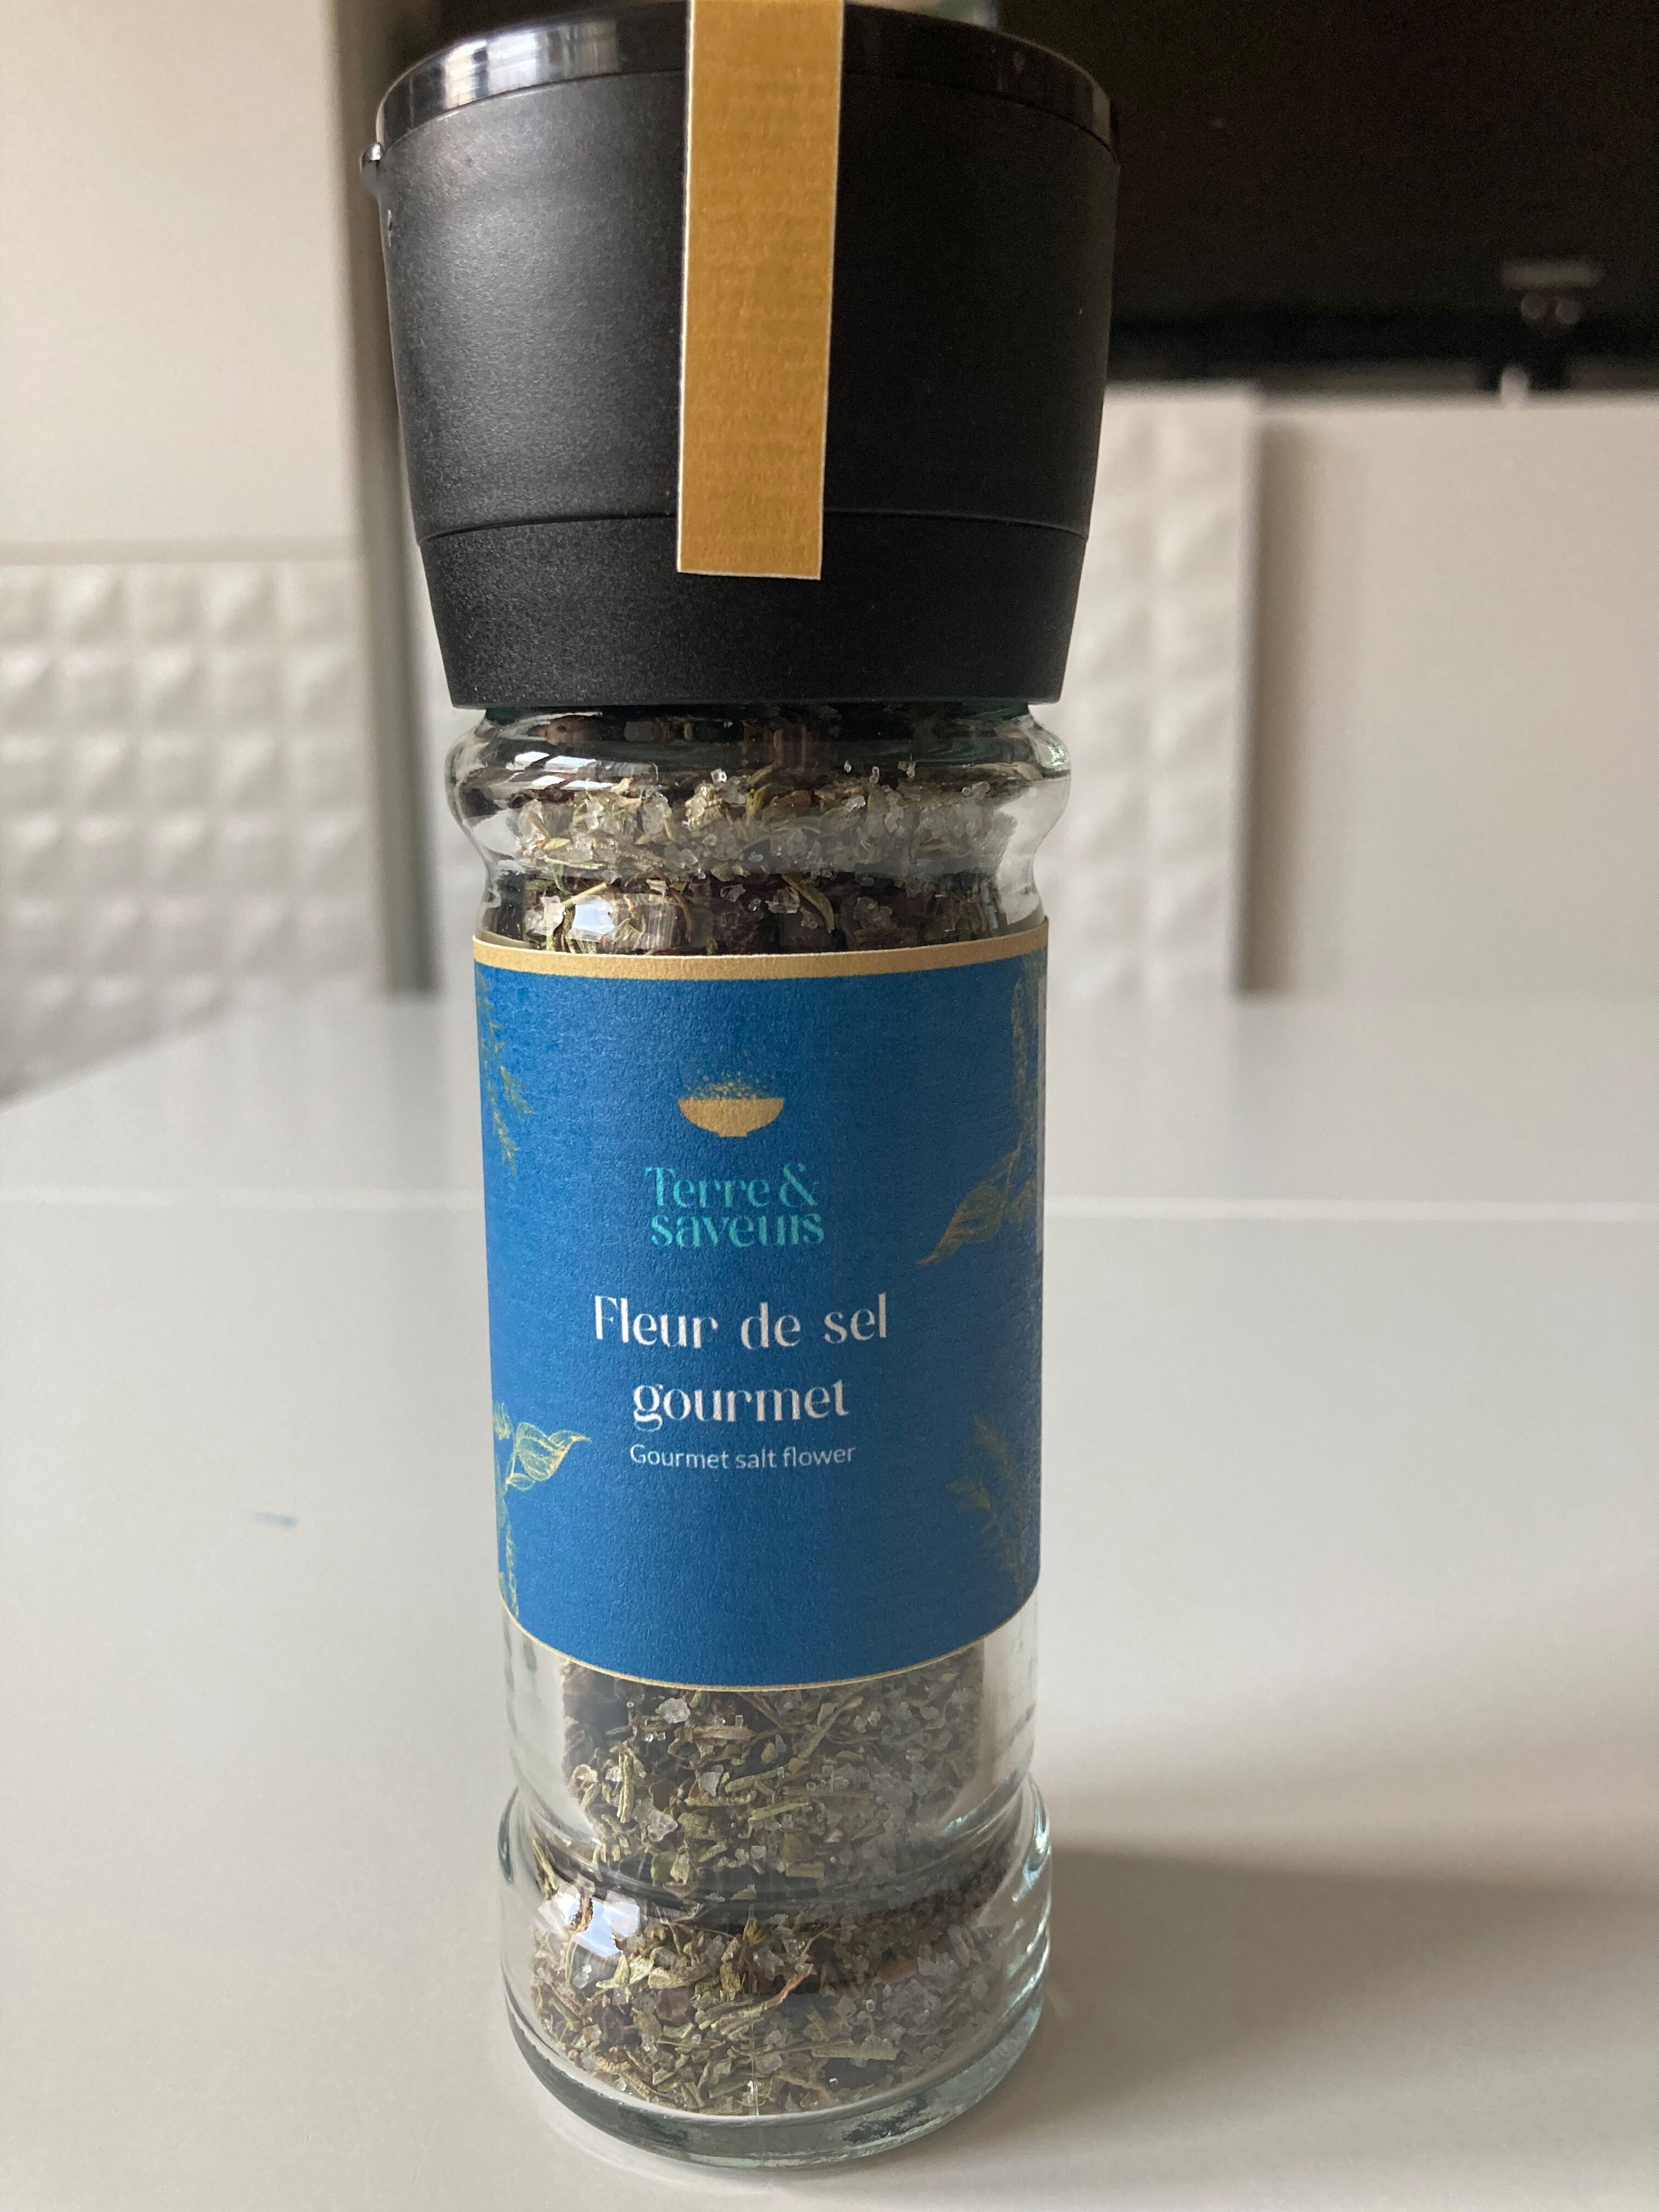 Terre &
saveurs
Fleur de sel
gourmet
Gourmet salt flower